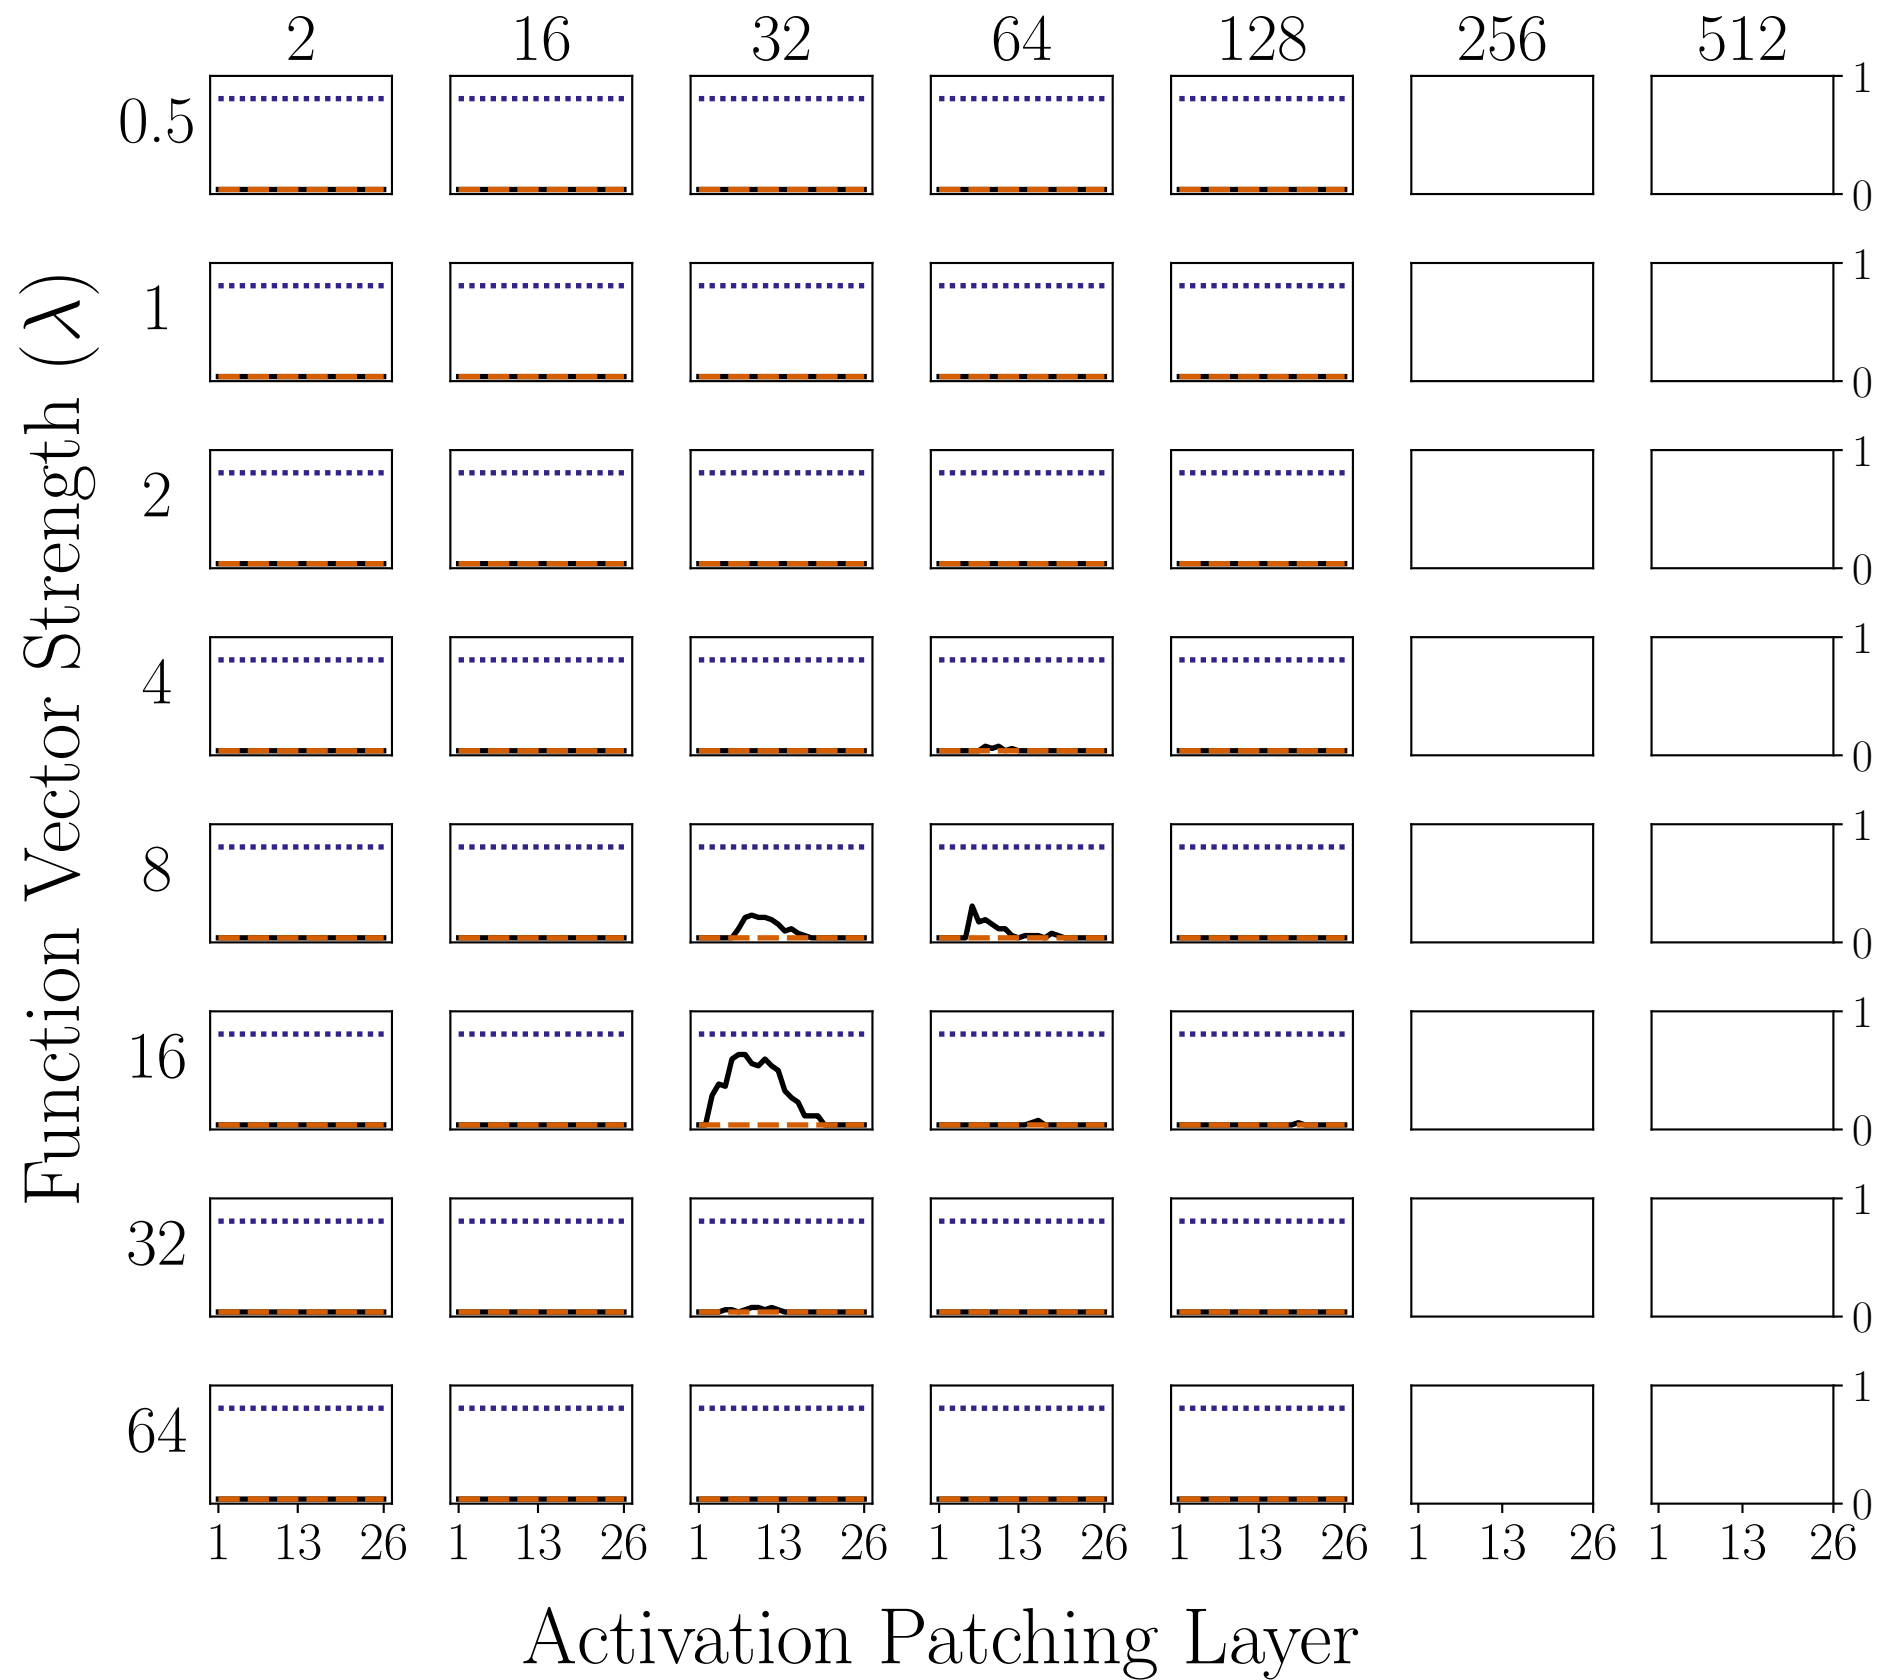 2 16 32 64 128 256 512
Function Vector Strength (λ)
0.5 1 0
1 1 0
2 1 0
4 1 0
8 1 0
16 1 0
32 1 0
64 1 0
1 13 26 1 13 26 1 13 26 1 13 26 1 13 26 1 13 26 1 13 26
Activation Patching Layer